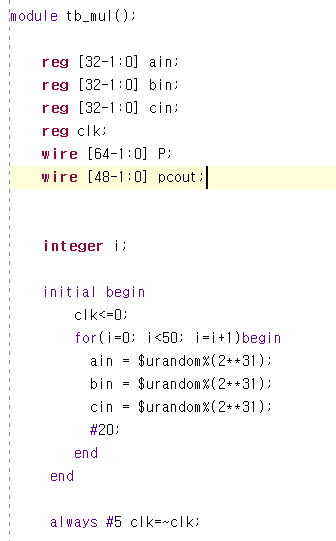 module tb_mul();
reg [32-1:0] ain;
reg [32-1:0] bin;
reg [32-1:0] cin;
reg clk;
wire [64-1:0] P;
wire [48-1:0] pcout;
integer i;
initial begin
clk<=0;
for(i=0; i<50; i=i+1)begin
ain = $urandom%(2**31);
bin = $urandom%(2**31);
cin = $urandom%(2**31);
#20;
end
end
always #5 clk=~clk;